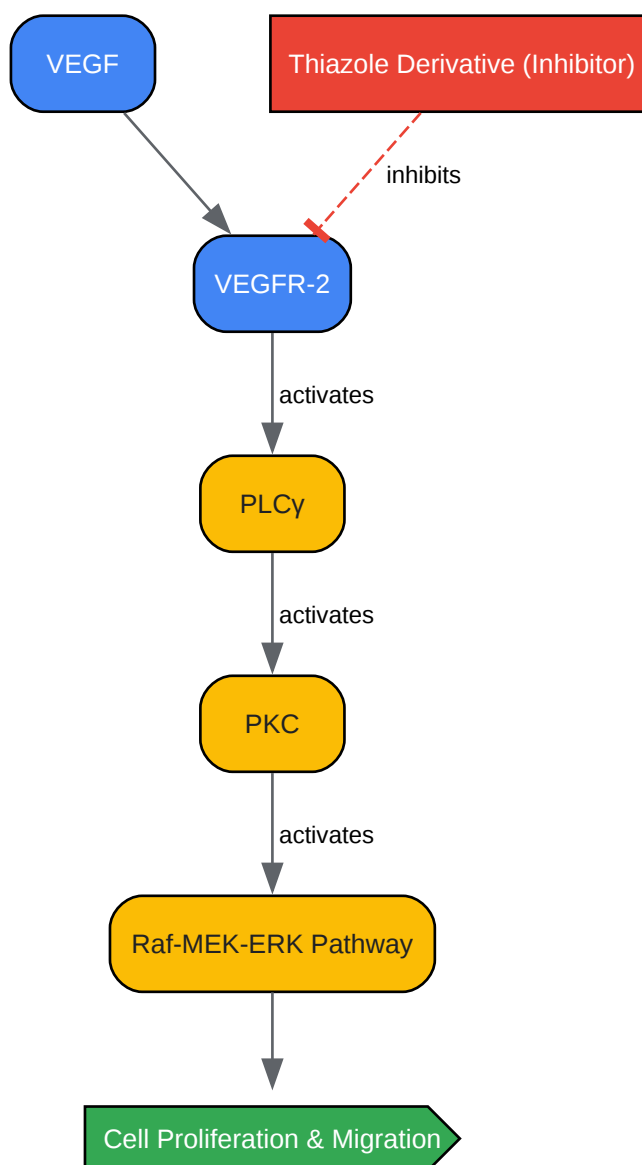 VEGF
Thiazole Derivative (Inhibitor)
inhibits
VEGFR-2
activates
PLCγ
activates
PKC
activates
Raf-MEK-ERK Pathway
Cell Proliferation & Migration